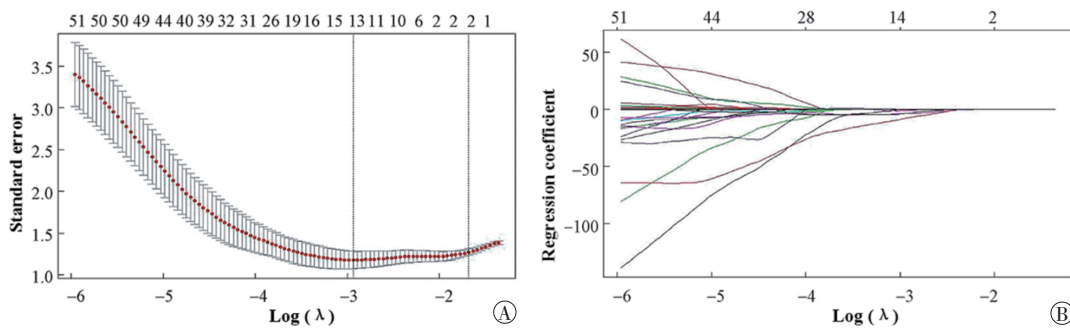 51 50 50 49 44 40 39 32 31 26 19 16 15 13 11 10 6 2 2 2 1
3.5
3.0
2.5
2.0
1.5
1.0
Standard error
−6 −5 −4 −3 −2
Log (λ)
A
51 44 28 14 2
50
0
−50
−100
Regression coefficient
−6 −5 −4 −3 −2
Log (λ)
B